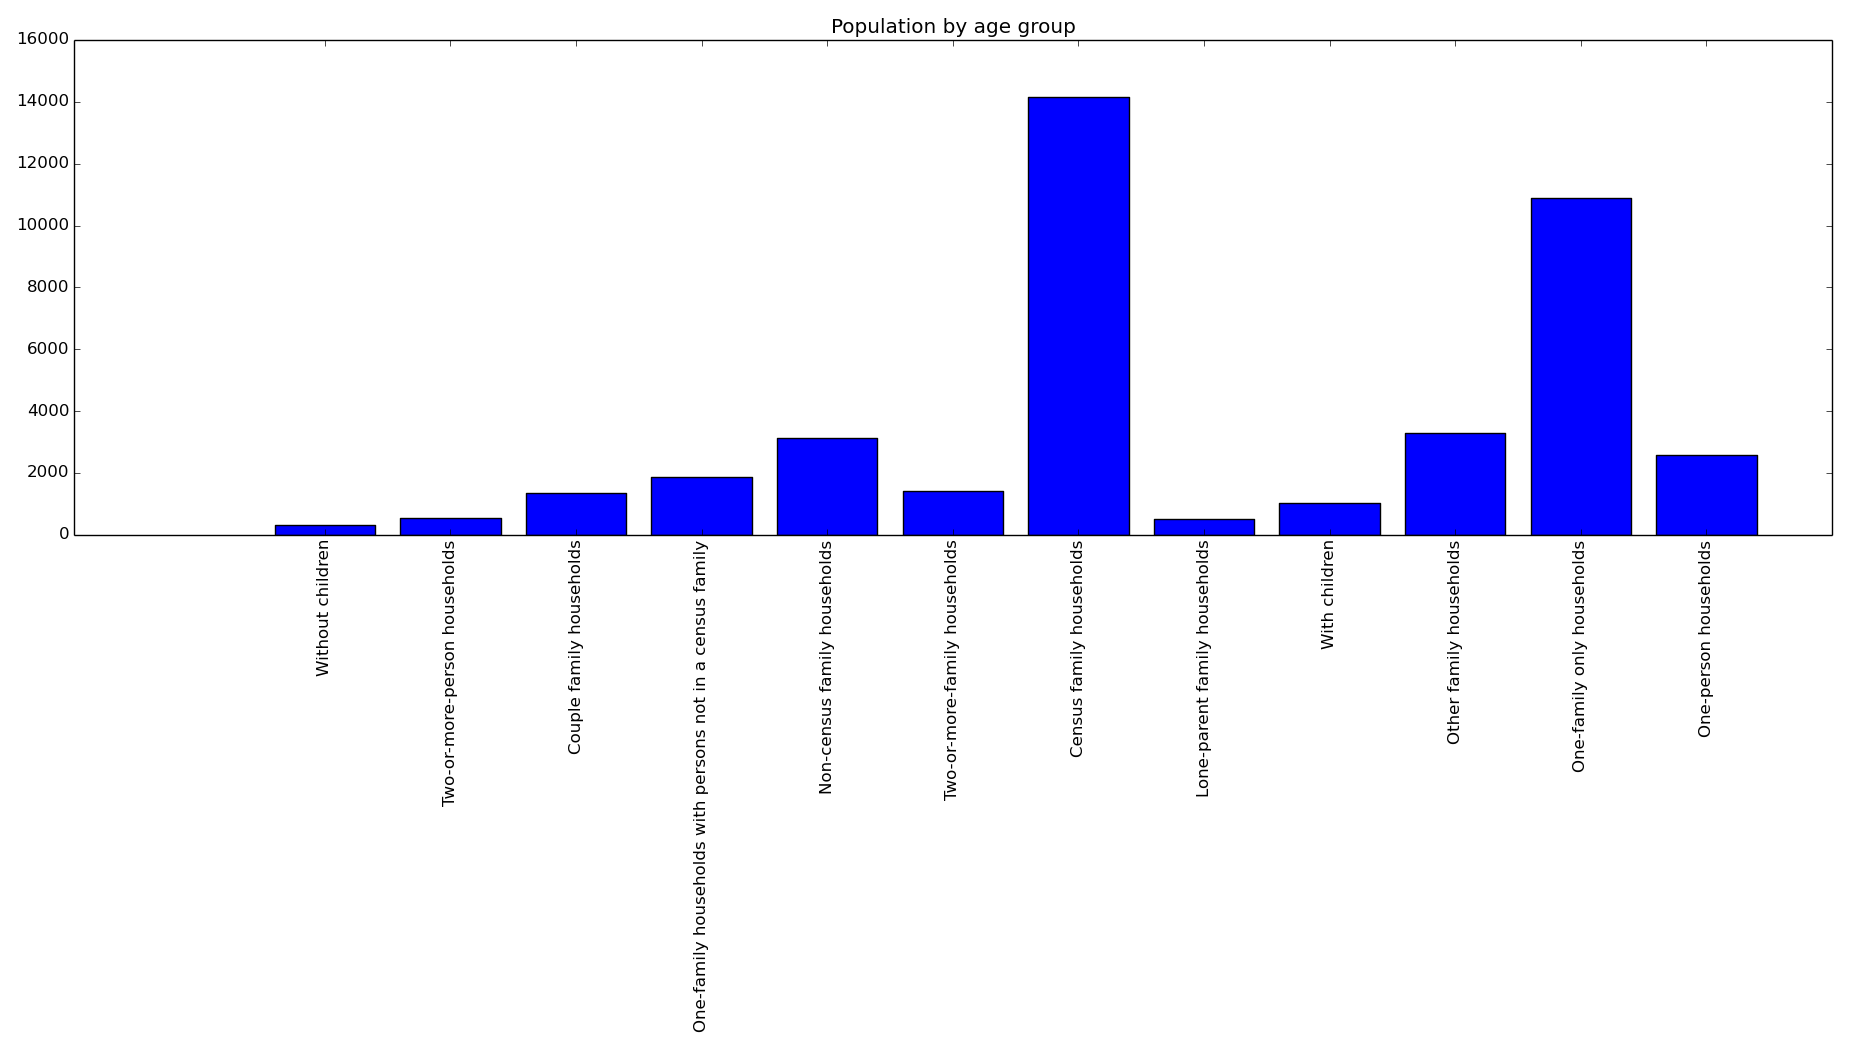 Population by age group
16000
14000
12000
10000
8000
6000
4000
2000
0
Without children
Two-or-more-person households
Couple family households
One-family households with persons not in a census family
Non-census family households
Two-or-more-family households
Census family households
Lone-parent family households
With children
Other family households
One-family only households
One-person households